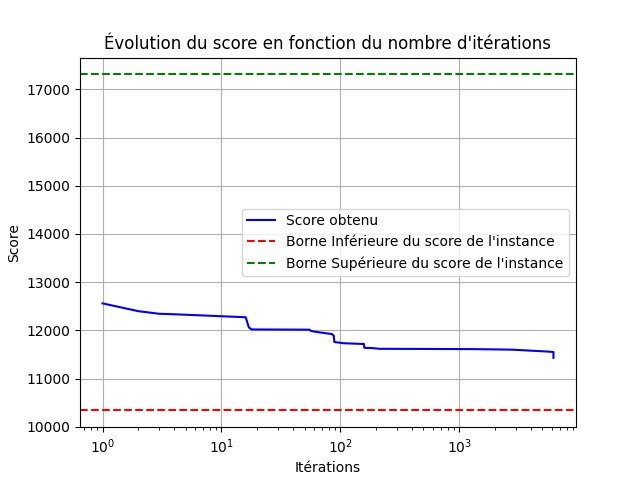 Évolution du score en fonction du nombre d'itérations
17000
16000
15000
14000
13000
12000
11000
10000
Score
Score obtenu
Borne Inférieure du score de l'instance
Borne Supérieure du score de l'instance
10⁰ 10¹ 10² 10³
Itérations